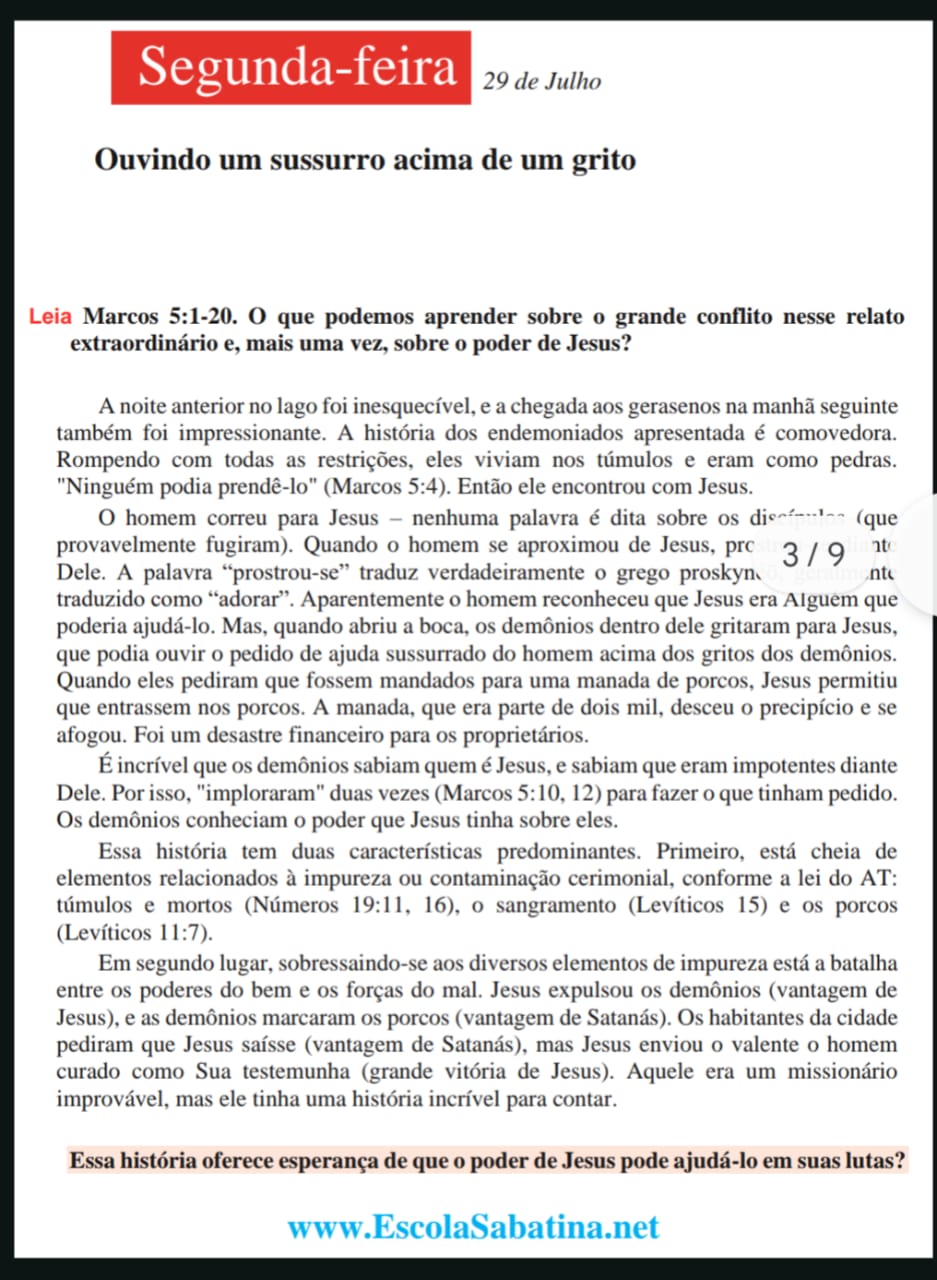 Segunda-feira
29 de Julho
Ouvindo um sussurro acima de um grito
Leia Marcos 5:1-20. O que podemos aprender sobre o grande conflito nesse relato
extraordinário e, mais uma vez, sobre o poder de Jesus?
A noite anterior no lago foi inesquecível, e a chegada aos gerasenos na manhã seguinte
também foi impressionante. A história dos endemoniados apresentada é comovedora.
Rompendo com todas as restrições, eles viviam nos túmulos e eram como pedras.
"Ninguém podia prendê-lo" (Marcos 5:4). Então ele encontrou com Jesus.
O homem correu para Jesus – nenhuma palavra é dita sobre os discípulos (que
provavelmente fugiram). Quando o homem se aproximou de Jesus,
3 / 9
Dele. A palavra “prostrou-se” traduz verdadeiramente o grego
traduzido como “adorar”. Aparentemente o homem reconheceu que Jesus era Alguém que
poderia ajudá-lo. Mas, quando abriu a boca, os demônios dentro dele gritaram para Jesus,
que podia ouvir o pedido de ajuda sussurrado do homem acima dos gritos dos demônios.
Quando eles pediram que fossem mandados para uma manada de porcos, Jesus permitiu
que entrassem nos porcos. A manada, que era parte de dois mil, desceu o precipício e se
afogou. Foi um desastre financeiro para os proprietários.
É incrível que os demônios sabiam quem é Jesus, e sabiam que eram impotentes diante
Dele. Por isso, "imploraram" duas vezes (Marcos 5:10, 12) para fazer o que tinham pedido.
Os demônios conheciam o poder que Jesus tinha sobre eles.
Essa história tem duas características predominantes. Primeiro, está cheia de
elementos relacionados à impureza ou contaminação cerimonial, conforme a lei do AT:
túmulos e mortos (Números 19:11, 16), o sangramento (Levíticos 15) e os porcos
(Levíticos 11:7).
Em segundo lugar, sobressaindo-se aos diversos elementos de impureza está a batalha
entre os poderes do bem e os forças do mal. Jesus expulsou os demônios (vantagem de
Jesus), e as demônios marcaram os porcos (vantagem de Satanás). Os habitantes da cidade
pediram que Jesus saísse (vantagem de Satanás), mas Jesus enviou o valente o homem
curado como Sua testemunha (grande vitória de Jesus). Aquele era um missionário
improvável, mas ele tinha uma história incrível para contar.
Essa história oferece esperança de que o poder de Jesus pode ajudá-lo em suas lutas?
www.EscolaSabatina.net